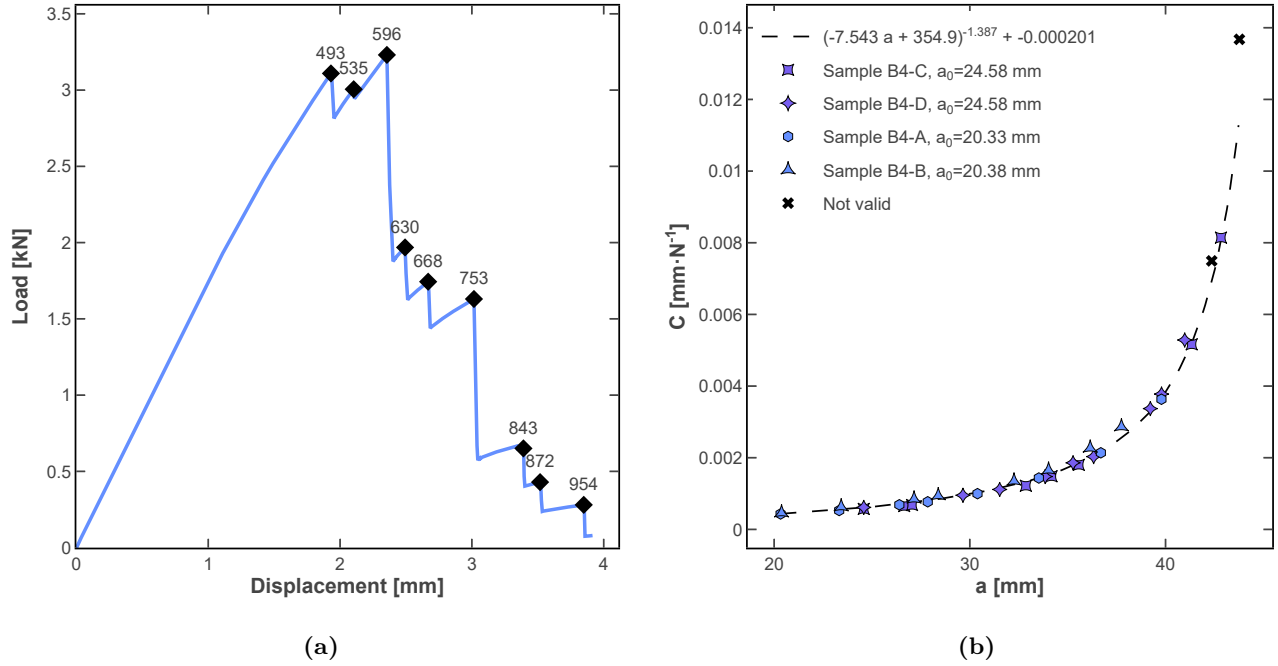 3.5
3
2.5
2
1.5
1
0.5
0
0
1
2
3
4
Load [kN]
Displacement [mm]
493
535
596
630
668
753
843
872
954
(a)
0.014
0.012
0.01
0.008
0.006
0.004
0.002
0
20
30
40
C [mm·N⁻¹]
a [mm]
(-7.543 a + 354.9)⁻¹·³⁸⁷ + -0.000201
Sample B4-C, a₀=24.58 mm
Sample B4-D, a₀=24.58 mm
Sample B4-A, a₀=20.33 mm
Sample B4-B, a₀=20.38 mm
Not valid
(b)